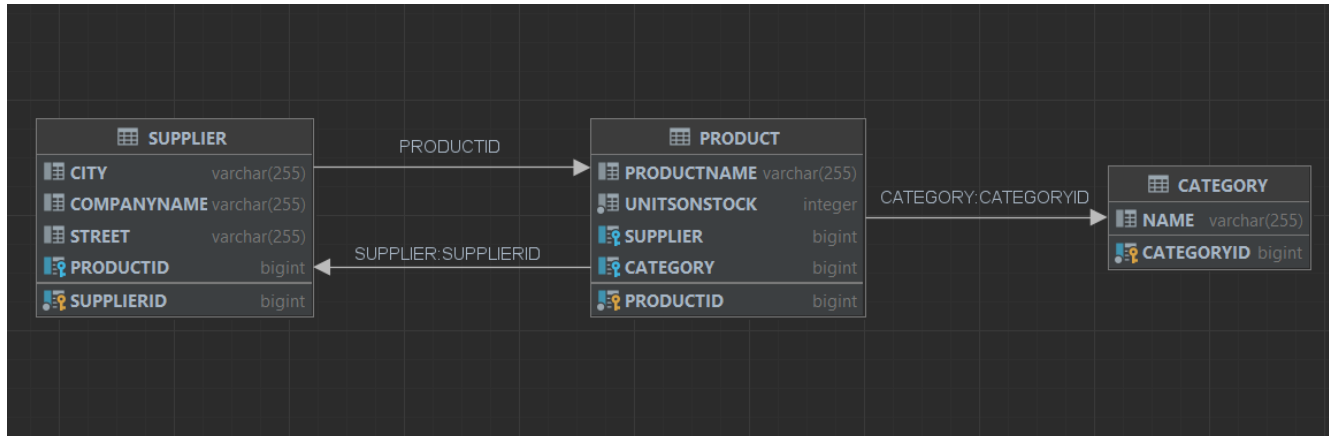 SUPPLIER
CITY varchar(255)
COMPANYNAME varchar(255)
STREET varchar(255)
PRODUCTID bigint
SUPPLIERID bigint
PRODUCTID
SUPPLIER:SUPPLIERID
PRODUCT
PRODUCTNAME varchar(255)
UNITSONSTOCK integer
SUPPLIER bigint
CATEGORY bigint
PRODUCTID bigint
CATEGORY:CATEGORYID
CATEGORY
NAME varchar(255)
CATEGORYID bigint